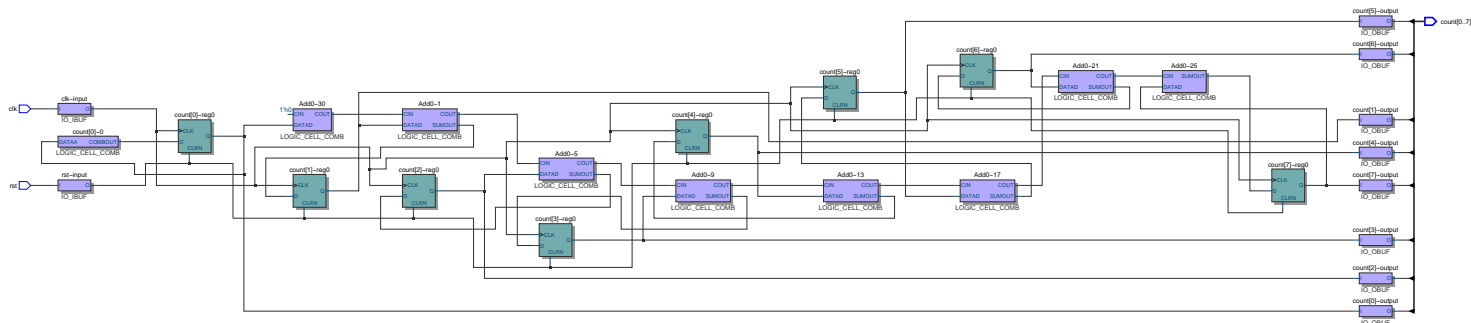 count[5]~output
count[0..7]
IO_OBUF
count[6]~reg0
count[6]~output
CLK
D
Q
CLRN
IO_OBUF
Add0~21
CIN
COUT
DATAD
SUMOUT
LOGIC_CELL_COMB
Add0~25
CIN
SUMOUT
DATAD
LOGIC_CELL_COMB
count[5]~reg0
CLK
D
Q
CLRN
clk
clk~input
I
O
IO_IBUF
count[0]~reg0
CLK
D
Q
CLRN
Add0~30
1'h0
CIN
COUT
DATAD
LOGIC_CELL_COMB
Add0~1
CIN
COUT
DATAD
SUMOUT
LOGIC_CELL_COMB
count[4]~reg0
CLK
D
Q
CLRN
count[1]~output
I
O
IO_OBUF
count[0]~0
DATAA
COMBOUT
LOGIC_CELL_COMB
count[4]~output
I
O
IO_OBUF
Add0~5
CIN
COUT
DATAD
SUMOUT
LOGIC_CELL_COMB
rst
rst~input
I
O
IO_IBUF
count[1]~reg0
CLK
D
Q
CLRN
count[2]~reg0
CLK
D
Q
CLRN
Add0~9
CIN
COUT
DATAD
SUMOUT
LOGIC_CELL_COMB
Add0~13
CIN
COUT
DATAD
SUMOUT
LOGIC_CELL_COMB
Add0~17
CIN
COUT
DATAD
SUMOUT
LOGIC_CELL_COMB
count[7]~reg0
CLK
D
Q
CLRN
count[7]~output
I
O
IO_OBUF
count[3]~reg0
CLK
D
Q
CLRN
count[3]~output
I
O
IO_OBUF
count[2]~output
I
O
IO_OBUF
count[0]~output
I
O
IO_OBUF